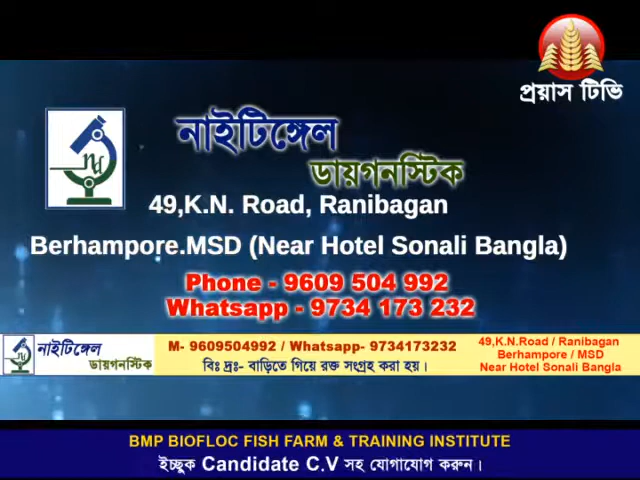 প্রয়াস টিভি
নাইটিঙ্গেল
ডায়গনস্টিক
49,K.N. Road, Ranibagan
Berhampore.MSD (Near Hotel Sonali Bangla)
Phone - 9609 504 992
Whatsapp - 9734 173 232
নাইটিঙ্গেল
ডায়গনস্টিক
M- 9609504992 / Whatsapp- 9734173232
বিঃ দ্রঃ- বাড়িতে গিয়ে রক্ত সংগ্রহ করা হয়।
49,K.N.Road / Ranibagan
Berhampore / MSD
Near Hotel Sonali Bangla
BMP BIOFLOC FISH FARM & TRAINING INSTITUTE
ইচ্ছুক Candidate C.V সহ যোগাযোগ করুন।